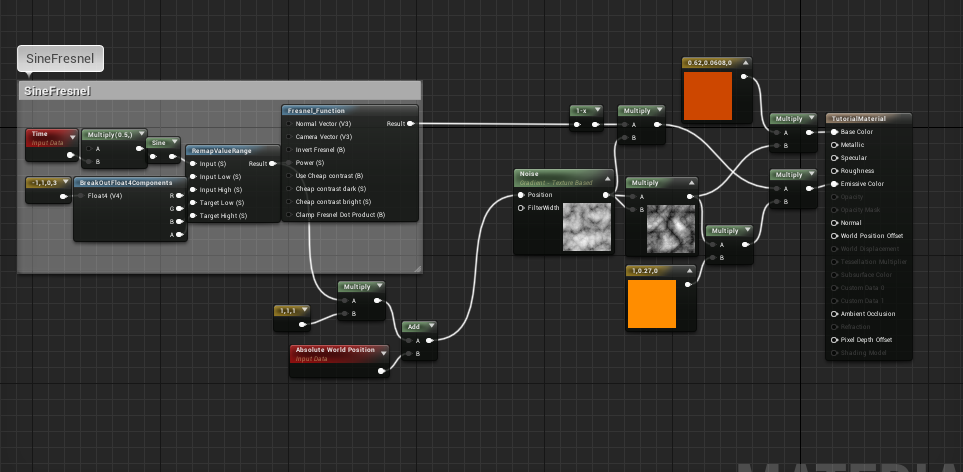 SineFresnel
SineFresnel
Time
Input Data
Multiply(0.5,)
A
B
Sine
-1,1,0,3
BreakOutFloat4Components
Float4 (V4)
R
G
B
A
RemapValueRange
Input (S)
Result
Input Low (S)
Input High (S)
Target Low (S)
Target Hight (S)
Fresnel_Function
Normal Vector (V3)
Result
Camera Vector (V3)
Invert Fresnel (B)
Power (S)
Use Cheap contrast (B)
Cheap contrast dark (S)
Cheap contrast bright (S)
Clamp Fresnel Dot Product (B)
Multiply
A
B
1,1,1
Absolute World Position
Input Data
Add
A
B
Noise
Gradient - Texture Based
Position
FilterWidth
1-x
Multiply
A
B
Multiply
A
B
1,0.27,0
Multiply
A
B
0.62,0.0608,0
Multiply
A
B
Multiply
A
B
TutorialMaterial
Base Color
Metallic
Specular
Roughness
Emissive Color
Opacity
Opacity Mask
Normal
World Position Offset
World Displacement
Tessellation Multiplier
Subsurface Color
Custom Data 0
Custom Data 1
Ambient Occlusion
Refraction
Pixel Depth Offset
Shading Model